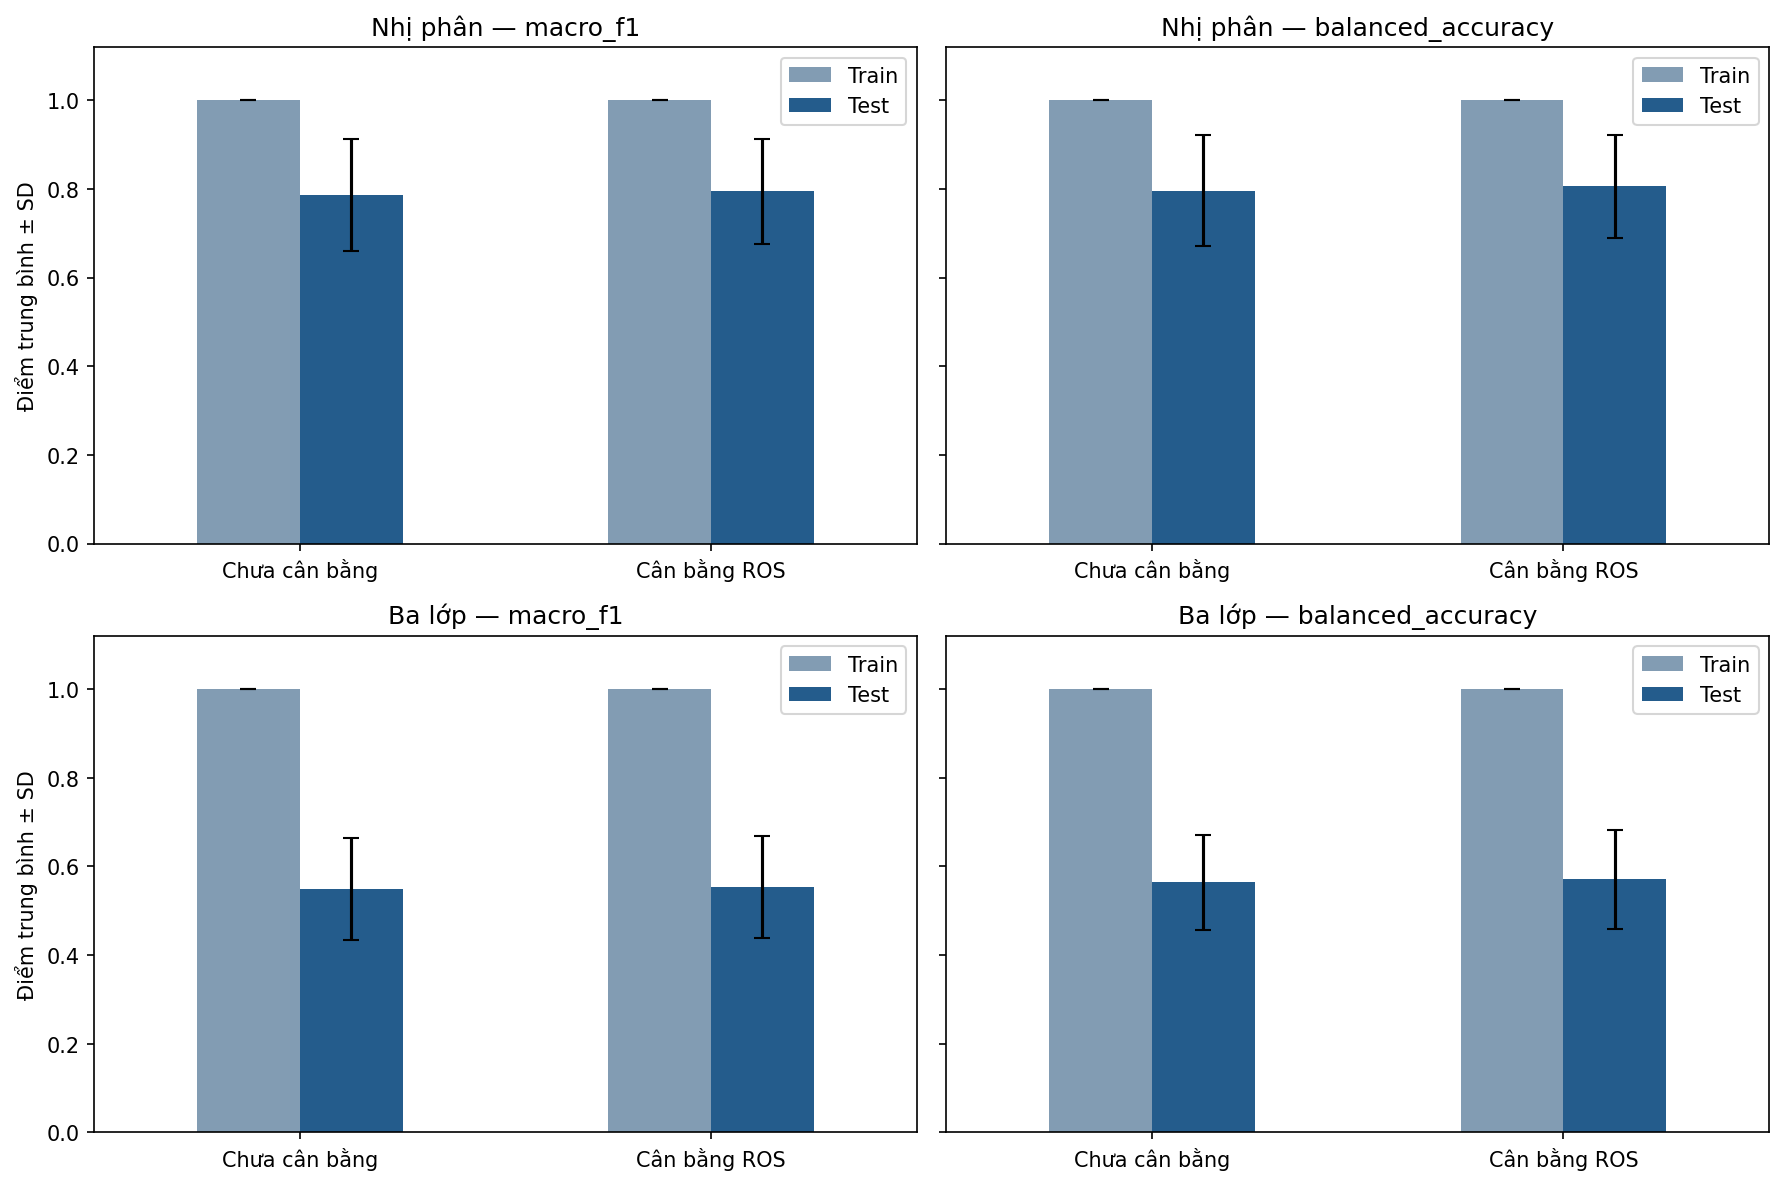 Nhị phân — macro_f1
Train
Test
Điểm trung bình ± SD
1.0
0.8
0.6
0.4
0.2
0.0
Chưa cân bằng
Cân bằng ROS
Nhị phân — balanced_accuracy
Train
Test
Chưa cân bằng
Cân bằng ROS
Ba lớp — macro_f1
Train
Test
Điểm trung bình ± SD
1.0
0.8
0.6
0.4
0.2
0.0
Chưa cân bằng
Cân bằng ROS
Ba lớp — balanced_accuracy
Train
Test
Chưa cân bằng
Cân bằng ROS